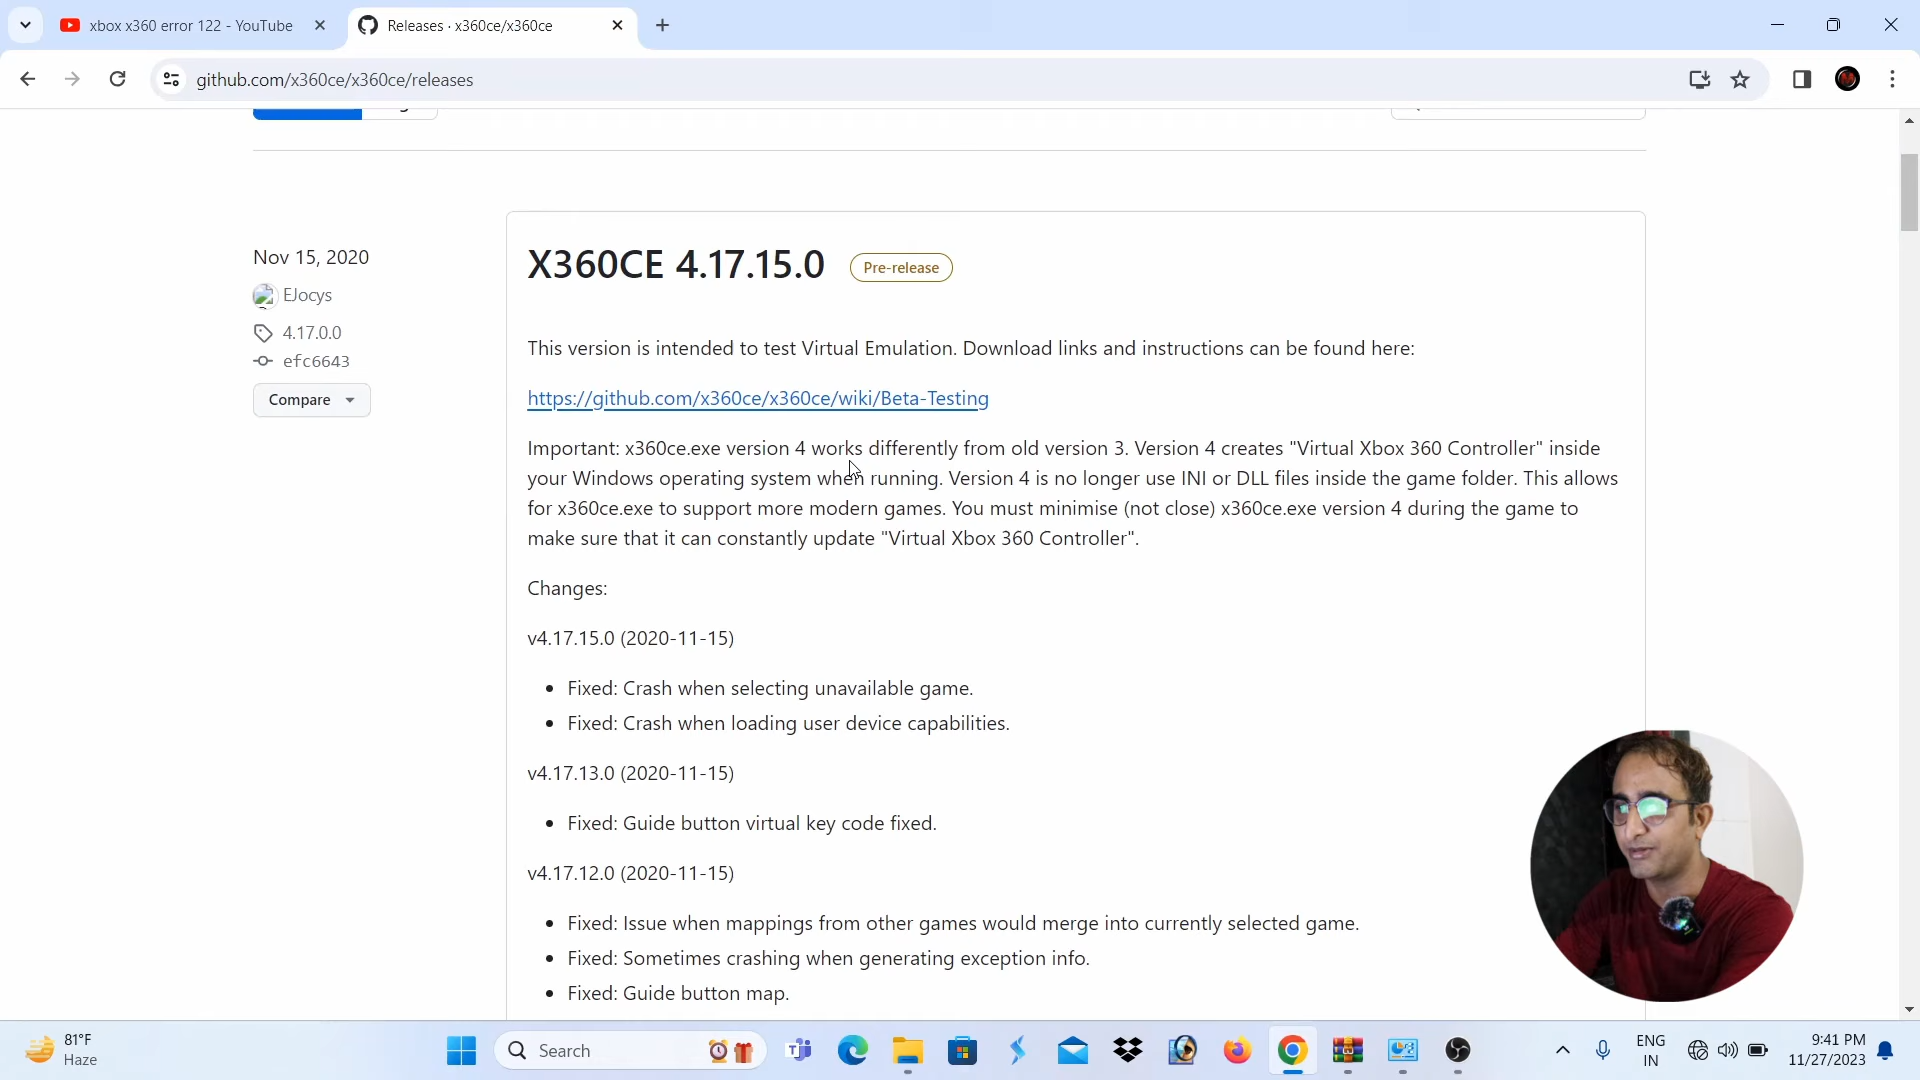 xbox x360 error 122 - YouTube
Releases · x360ce/x360ce
github.com/x360ce/x360ce/releases
Nov 15, 2020
EJocys
4.17.0.0
efc6643
Compare
X360CE 4.17.15.0 Pre-release
This version is intended to test Virtual Emulation. Download links and instructions can be found here:
https://github.com/x360ce/x360ce/wiki/Beta-Testing
Important: x360ce.exe version 4 works differently from old version 3. Version 4 creates "Virtual Xbox 360 Controller" inside
your Windows operating system when running. Version 4 is no longer use INI or DLL files inside the game folder. This allows
for x360ce.exe to support more modern games. You must minimise (not close) x360ce.exe version 4 during the game to
make sure that it can constantly update "Virtual Xbox 360 Controller".
Changes:
v4.17.15.0 (2020-11-15)
• Fixed: Crash when selecting unavailable game.
• Fixed: Crash when loading user device capabilities.
v4.17.13.0 (2020-11-15)
• Fixed: Guide button virtual key code fixed.
v4.17.12.0 (2020-11-15)
• Fixed: Issue when mappings from other games would merge into currently selected game.
• Fixed: Sometimes crashing when generating exception info.
• Fixed: Guide button map.
81°F
Haze
Search
ENG
IN
9:41 PM
11/27/2023